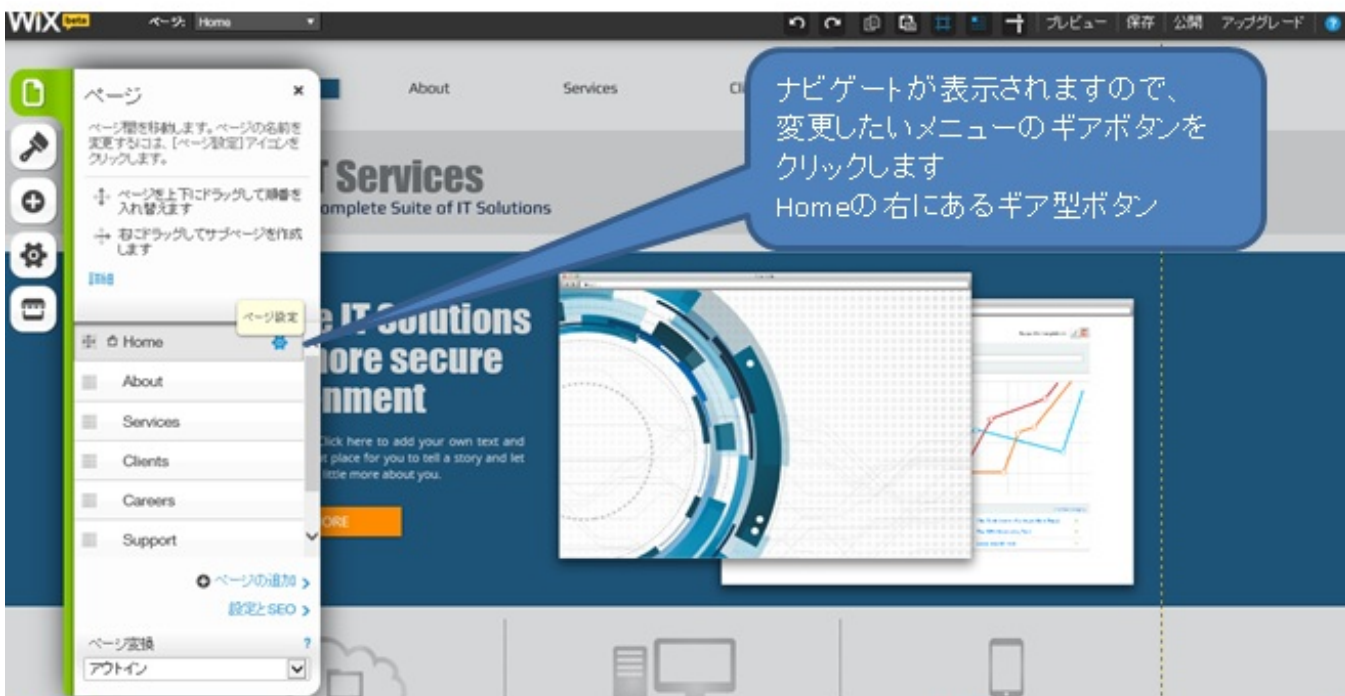 WiX beta
ページ: Home
プレビュー 保存 公開 アップグレード ?
About Services Cli
ページ
ページ間を移動します。ページの名前を
変更するには、[ページ設定]アイコンを
クリックします。
ページを上下にドラッグして順番を
入れ替えます
右にドラッグしてサブページを作成
します
詳細
ページ設定
Home
About
Services
Clients
Careers
Support
ページの追加
設定とSEO
ページ変換 ?
アウトイン
ナビゲートが表示されますので、
変更したいメニューのギアボタンを
クリックします
Homeの右にあるギア型ボタン
T Services
omplete Suite of IT Solutions
e IT Solutions
ore secure
nment
Click here to add your own text and
t place for you to tell a story and let
little more about you.
ORE